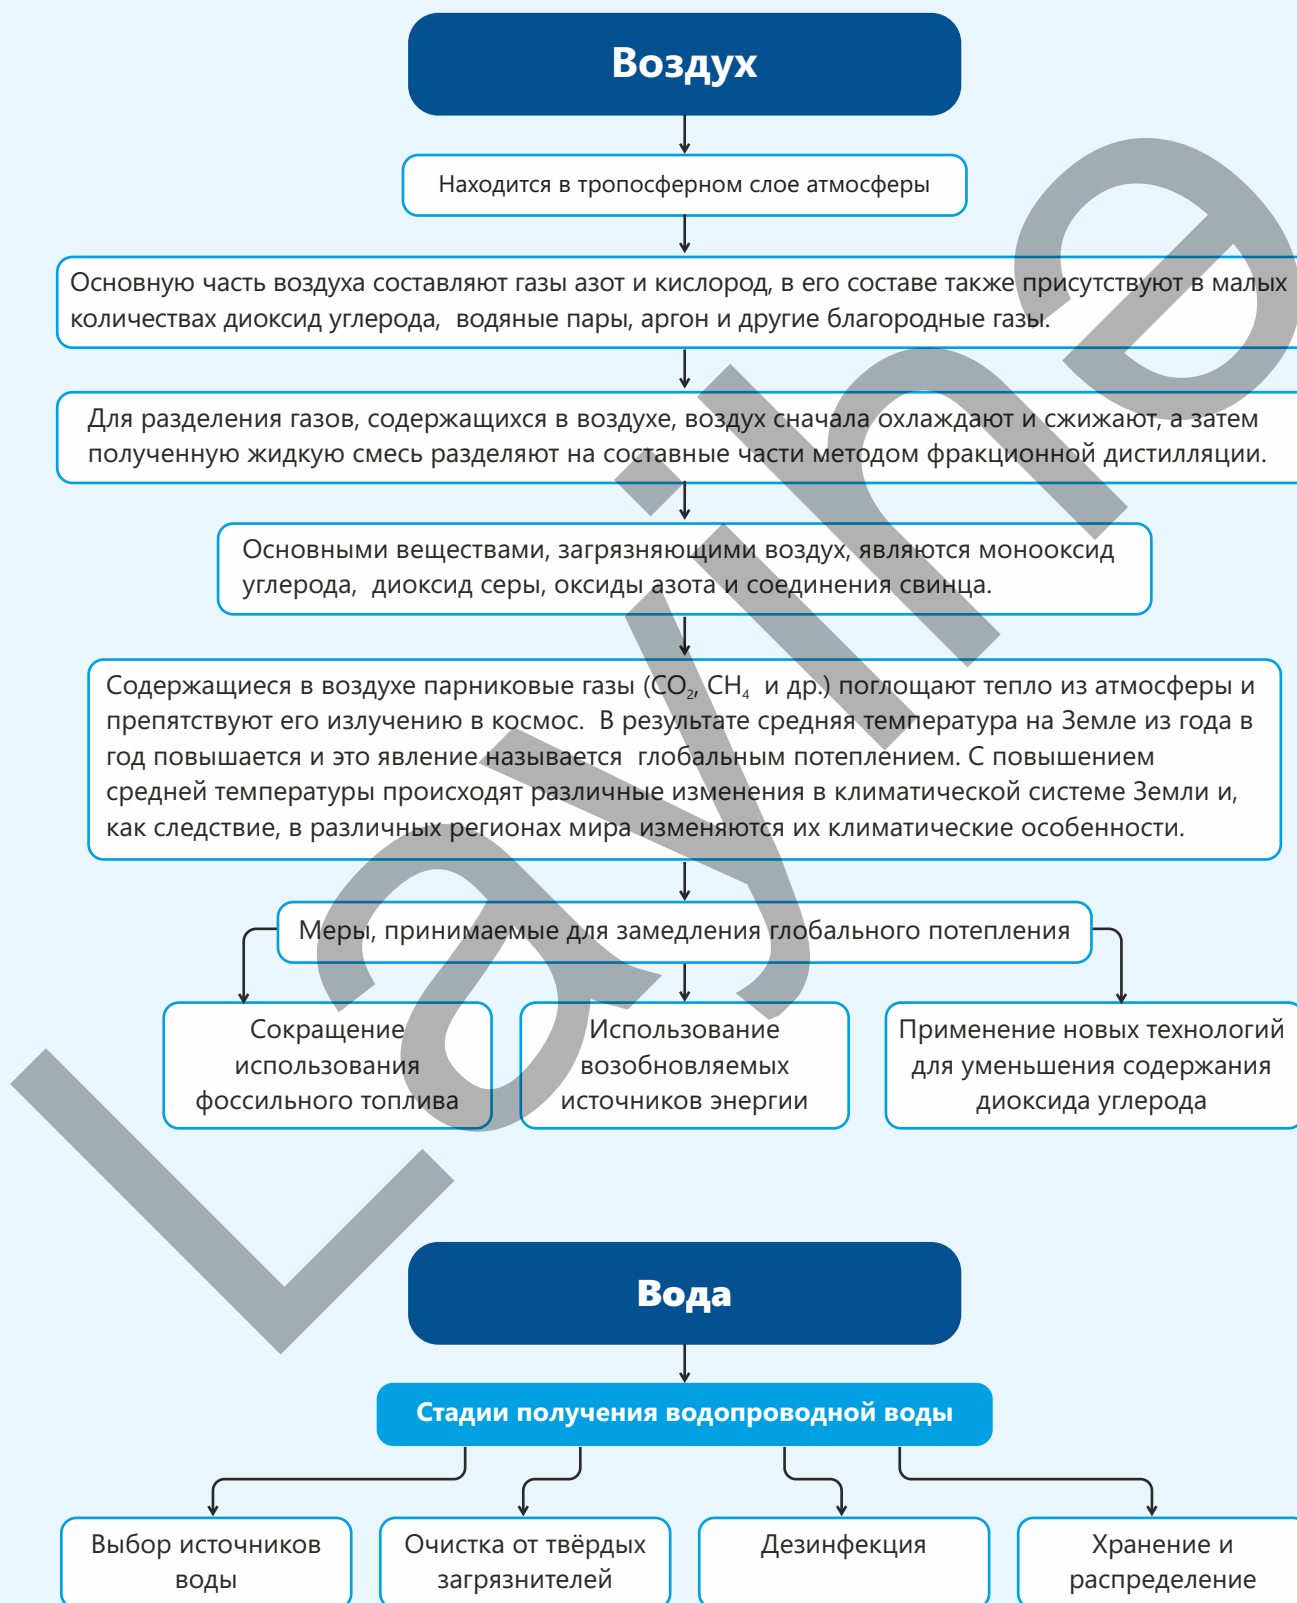 Воздух
Находится в тропосферном слое атмосферы
Основную часть воздуха составляют газы азот и кислород, в его составе также присутствуют в малых
количествах диоксид углерода, водяные пары, аргон и другие благородные газы.
Для разделения газов, содержащихся в воздухе, воздух сначала охлаждают и сжижают, а затем
полученную жидкую смесь разделяют на составные части методом фракционной дистилляции.
Основными веществами, загрязняющими воздух, являются монооксид
углерода, диоксид серы, оксиды азота и соединения свинца.
Содержащиеся в воздухе парниковые газы (CO₂, CH₄ и др.) поглощают тепло из атмосферы и
препятствуют его излучению в космос. В результате средняя температура на Земле из года в
год повышается и это явление называется глобальным потеплением. С повышением
средней температуры происходят различные изменения в климатической системе Земли и,
как следствие, в различных регионах мира изменяются их климатические особенности.
Меры, принимаемые для замедления глобального потепления
Сокращение
использования
фоссильного топлива
Использование
возобновляемых
источников энергии
Применение новых технологий
для уменьшения содержания
диоксида углерода
Вода
Стадии получения водопроводной воды
Выбор источников
воды
Очистка от твёрдых
загрязнителей
Дезинфекция
Хранение и
распределение
Layihe